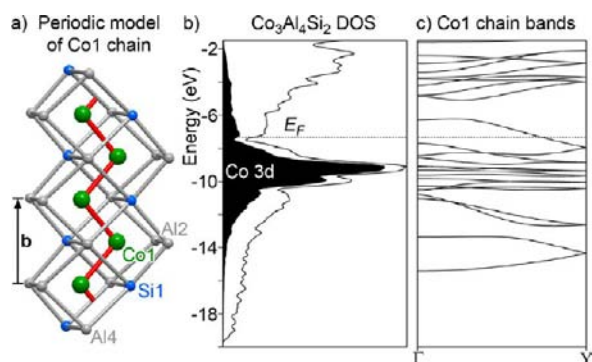 a) Periodic model
of Co1 chain
b) Co₃Al₄Si₂ DOS
c) Co1 chain bands
-2
-6
-10
-14
-18
Energy (eV)
E_F
Co 3d
b
Al2
Co1
Si1
Al4
Γ
Y